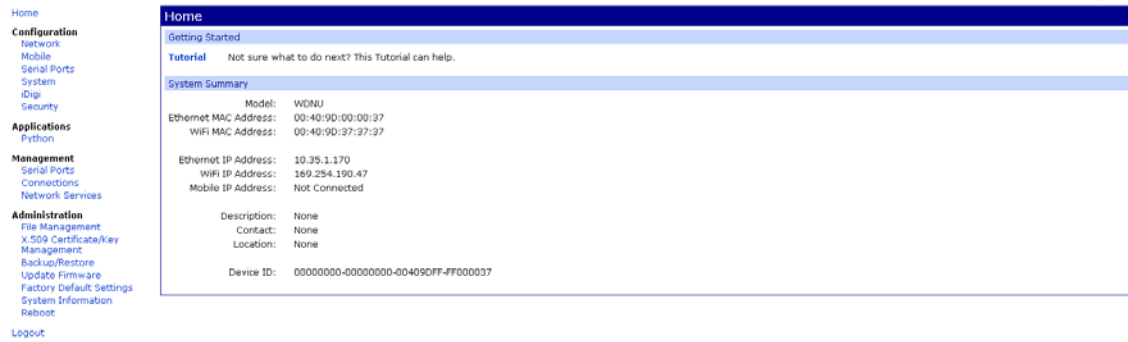 Home
Configuration
Network
Mobile
Serial Ports
System
iDigi
Security
Applications
Python
Management
Serial Ports
Connections
Network Services
Administration
File Management
X.509 Certificate/Key
Management
Backup/Restore
Update Firmware
Factory Default Settings
System Information
Reboot
Logout
Home
Getting Started
Tutorial Not sure what to do next? This Tutorial can help.
System Summary
Model: WDNU
Ethernet MAC Address: 00:40:9D:00:00:37
WiFi MAC Address: 00:40:9D:37:37:37
Ethernet IP Address: 10.35.1.170
WiFi IP Address: 169.254.190.47
Mobile IP Address: Not Connected
Description: None
Contact: None
Location: None
Device ID: 00000000-00000000-00409DFF-FF000037